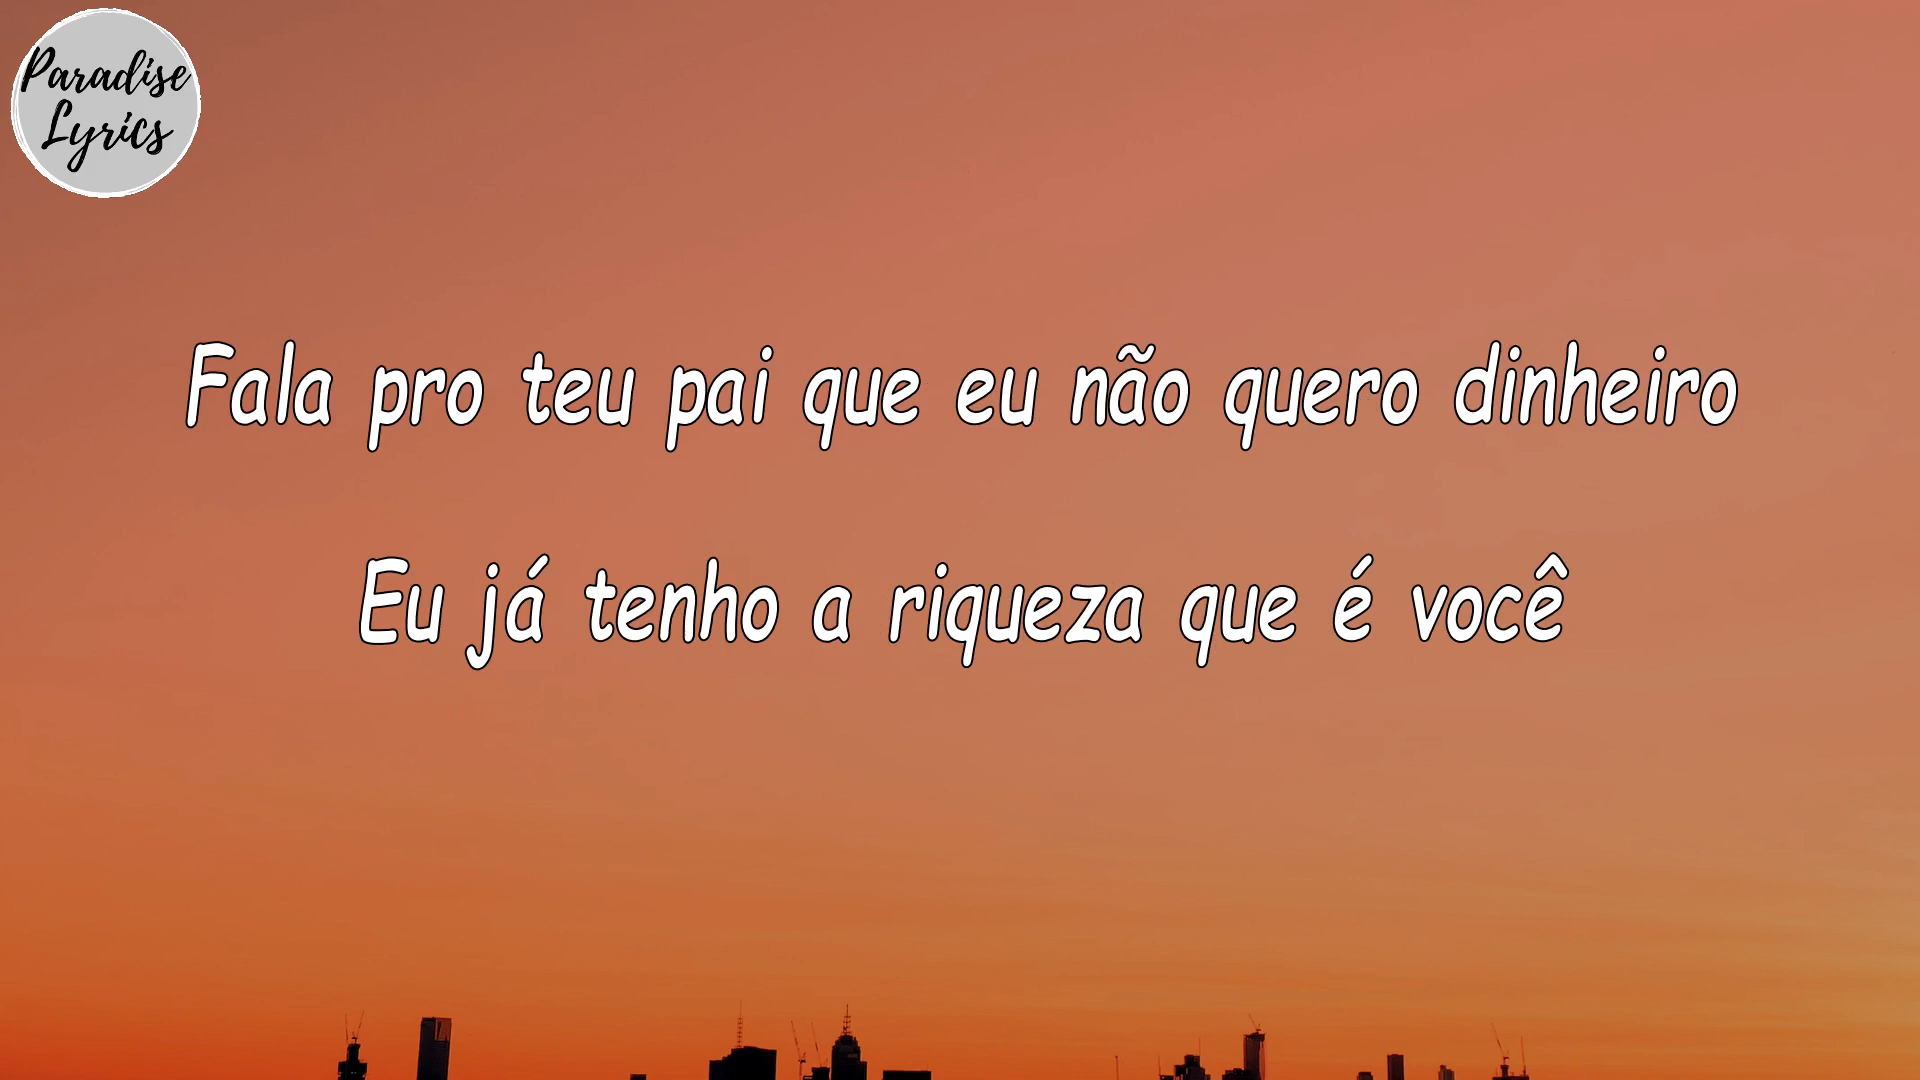 Paradise
Lyrics
Fala pro teu pai que eu não quero dinheiro
Eu já tenho a riqueza que é você